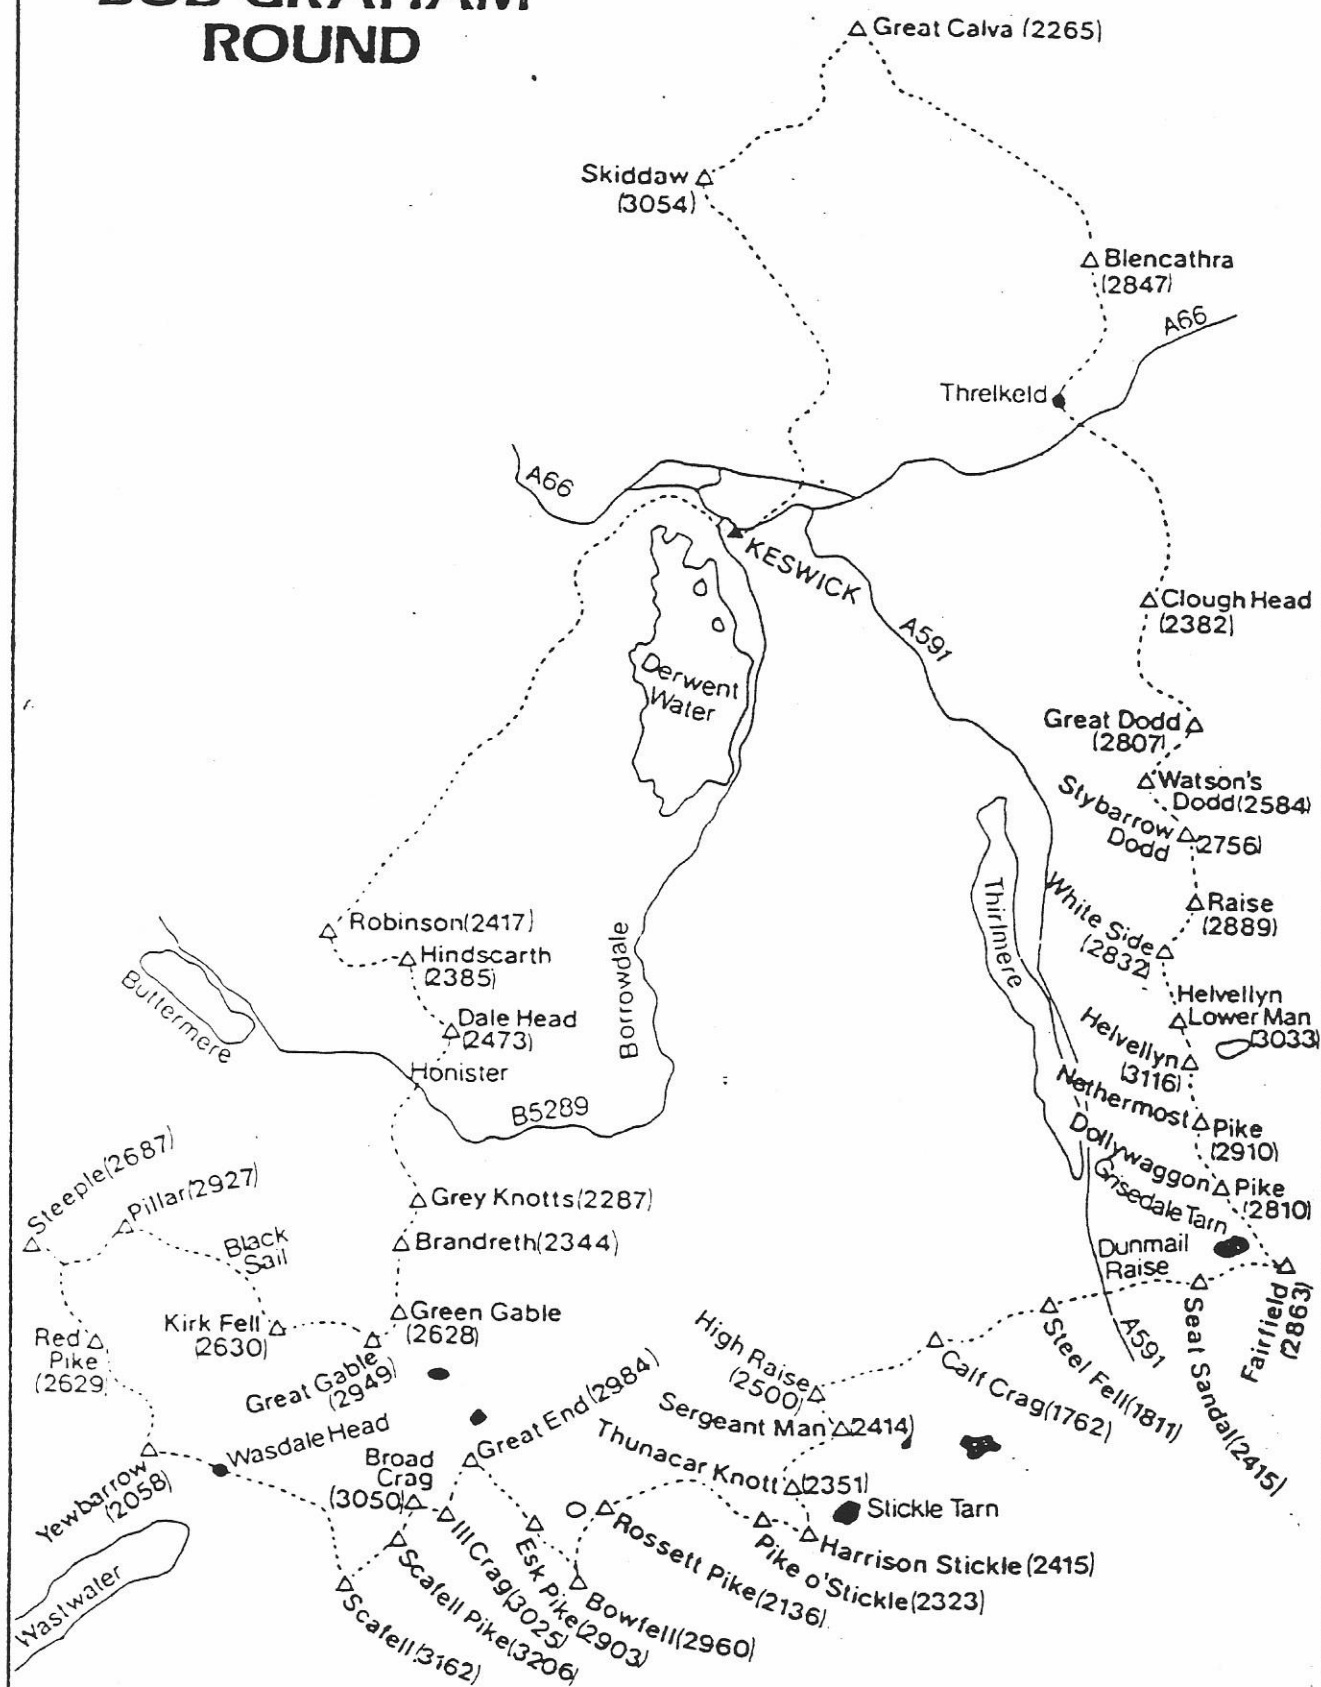 BOB GRAHAM
ROUND
Great Calva (2265)
Skiddaw
(3054)
Blencathra
(2847)
A66
Threlkeld
A66
KESWICK
Clough Head
(2382)
A591
Derwent
Water
Great Dodd
(2807)
Watson's
Dodd(2584)
Stybarrow
Dodd
(2756)
Thirlmere
White Side
(2832)
Raise
(2889)
Robinson(2417)
Hindscarth
(2385)
Borrowdale
Buttermere
Helvellyn
Lower Man
(3033)
Dale Head
(2473)
Helvellyn
(3116)
Honister
Nethermost Pike
(2910)
B5289
Dollywaggon Pike
(2810)
Grisedale Tarn
Steeple(2687)
Pillar(2927)
Grey Knotts(2287)
Black
Sail
Brandreth(2344)
Dunmail
Raise
Fairfield
(2863)
Seat Sandal(2415)
Kirk Fell
(2630)
Green Gable
(2628)
Red
Pike
(2629)
Great Gable
(2949)
High Raise
(2500)
A591
Steel Fell(1811)
Calf Crag(1762)
Great End(2984)
Sergeant Man(2414)
Wasdale Head
Broad
Crag
(3050)
Thunacar Knott(2351)
Yewbarrow
(2058)
Stickle Tarn
Harrison Stickle(2415)
Pike o'Stickle(2323)
Rossett Pike(2136)
Bowfell(2960)
Esk Pike(2903)
Ill Crag(3025)
Scafell Pike(3206)
Scafell(3162)
Wastwater